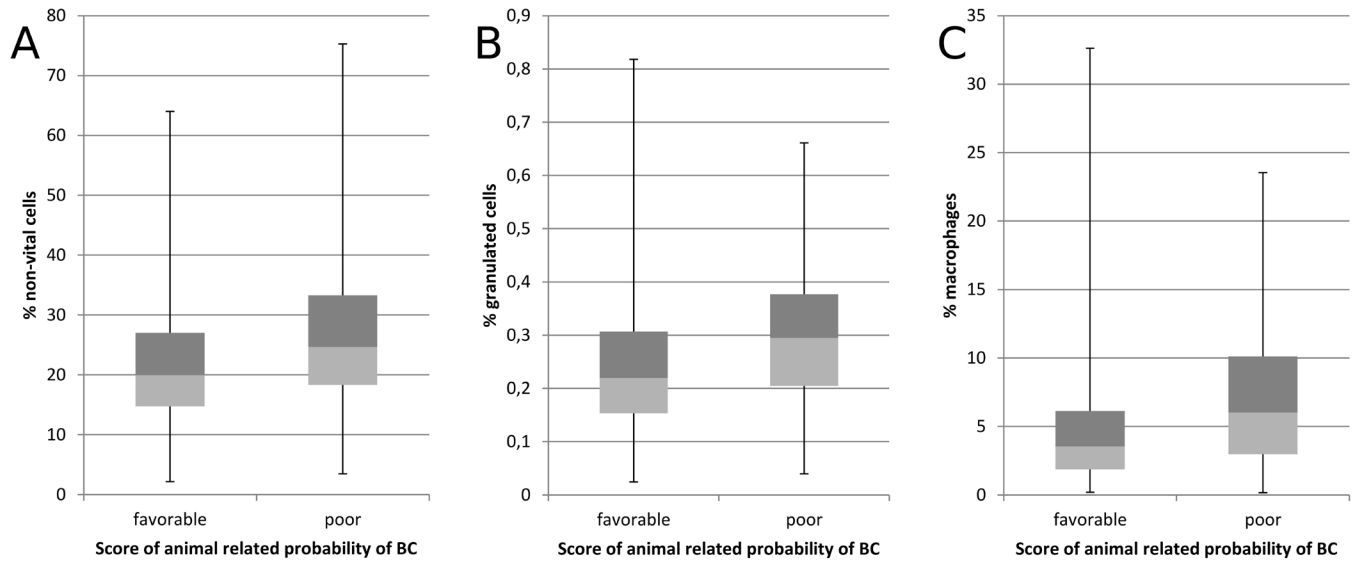 A
% non-vital cells
80
70
60
50
40
30
20
10
0
favorable poor
Score of animal related probability of BC
B
% granulated cells
0,9
0,8
0,7
0,6
0,5
0,4
0,3
0,2
0,1
0
favorable poor
Score of animal related probability of BC
C
% macrophages
35
30
25
20
15
10
5
0
favorable poor
Score of animal related probability of BC